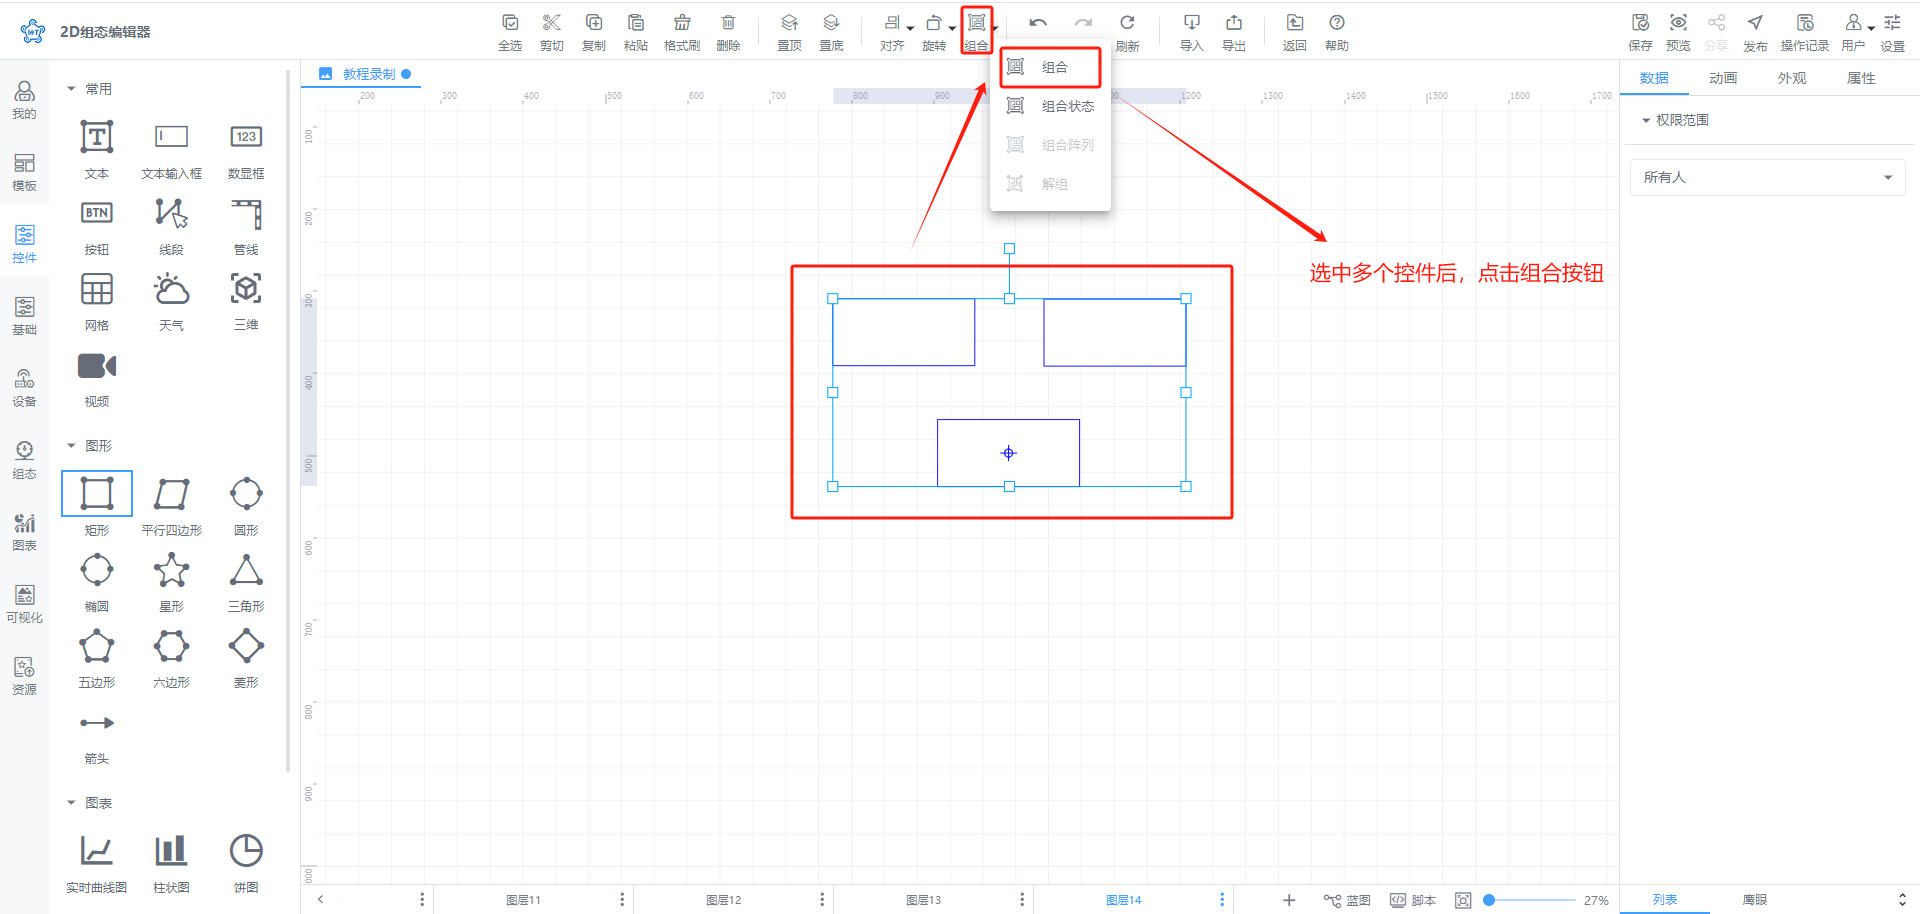 2D组态编辑器
全选 剪切 复制 粘贴 格式刷 删除 置顶 置底 对齐 旋转 组合 刷新 导入 导出 返回 帮助
保存 预览 分享 发布 操作记录 用户 设置
我的
模板
控件
基础
设备
组态
图表
可视化
资源
常用
文本 文本输入框 数显框
123
BTN
按钮 线段 管线
网格 天气 三维
视频
图形
矩形 平行四边形 圆形
椭圆 星形 三角形
五边形 六边形 菱形
箭头
图表
实时曲线图 柱状图 饼图
教程录制
200 300 400 500 600 700 800 900 1200 1300 1400 1500 1600 1700
100
200
300
400
500
600
700
800
900
组合
组合状态
组合阵列
解组
选中多个控件后，点击组合按钮
数据 动画 外观 属性
权限范围
所有人
图层11 图层12 图层13 图层14
蓝图 脚本 27%
列表 鹰眼